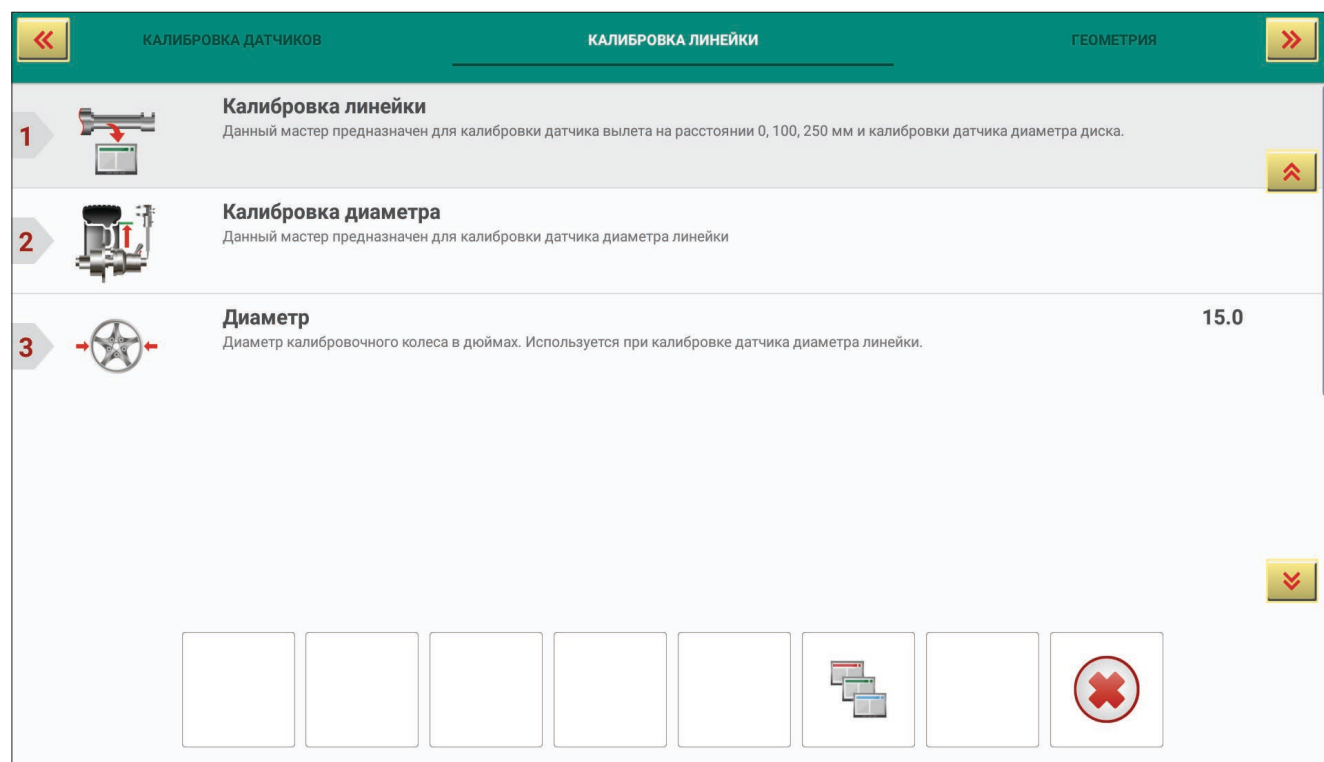 КАЛИБРОВКА ДАТЧИКОВ
КАЛИБРОВКА ЛИНЕЙКИ
ГЕОМЕТРИЯ
1
Калибровка линейки
Данный мастер предназначен для калибровки датчика вылета на расстоянии 0, 100, 250 мм и калибровки датчика диаметра диска.
2
Калибровка диаметра
Данный мастер предназначен для калибровки датчика диаметра линейки
3
Диаметр
15.0
Диаметр калибровочного колеса в дюймах. Используется при калибровке датчика диаметра линейки.